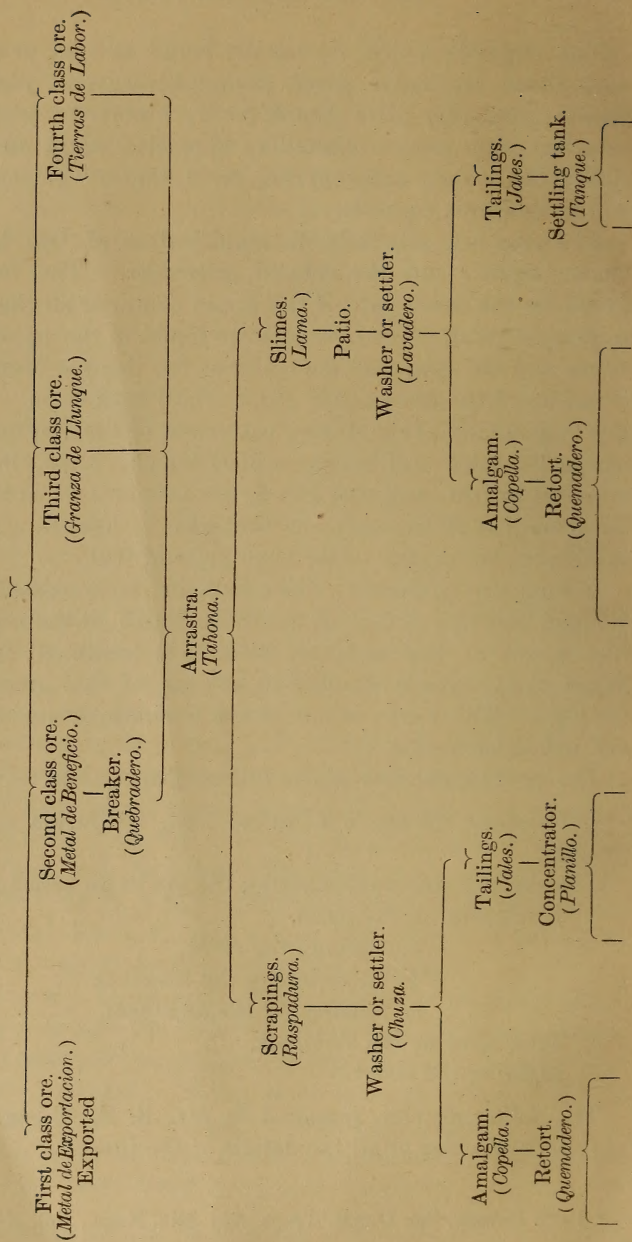 First class ore.
(Metal de Exportacion.)
Exported
Second class ore.
(Metal de Beneficio.)
Breaker.
(Quebradero.)
Third class ore.
(Granza de Llunque.)
Fourth class ore.
(Tierras de Labor.)
Arrastra.
(Tahona.)
Scrapings.
(Raspadura.)
Washer or settler.
(Chuza.
Slimes.
(Lama.)
Patio.
Washer or settler.
(Lavadero.)
Amalgam.
(Copella.)
Retort.
(Quemadero.)
Tailings.
(Jales.)
Concentrator.
(Planillo.)
Amalgam.
(Copella.)
Retort.
(Quemadero.)
Tailings.
(Jales.)
Settling tank.
(Tanque.)